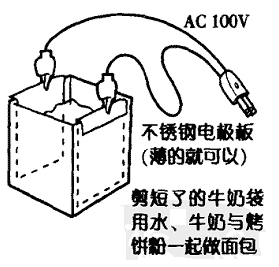 AC 100V
不锈钢电极板
(薄的就可以)
剪短了的牛奶袋
用水、牛奶与烤
饼粉一起做面包